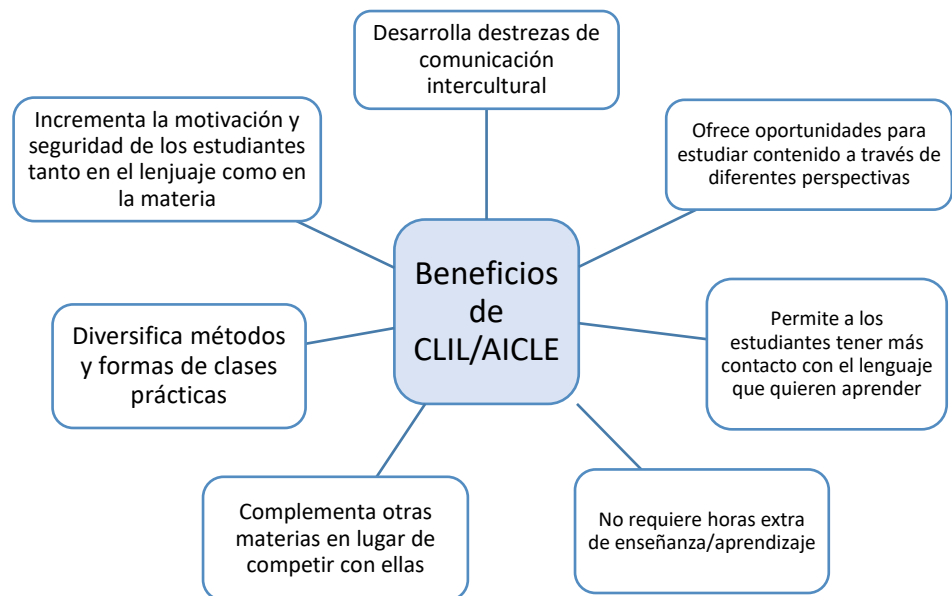 Desarrolla destrezas de
comunicación
intercultural
Incrementa la motivación y
seguridad de los estudiantes
tanto en el lenjuaje como en
la materia
Ofrece oportunidades para
estudiar contenido a través de
diferentes perspectivas
Beneficios
de
CLIL/AICLE
Diversifica métodos
y formas de clases
prácticas
Permite a los
estudiantes tener más
contacto con el lenguaje
que quieren aprender
Complementa otras
materias en lugar de
competir con ellas
No requiere horas extra
de enseñanza/aprendizaje